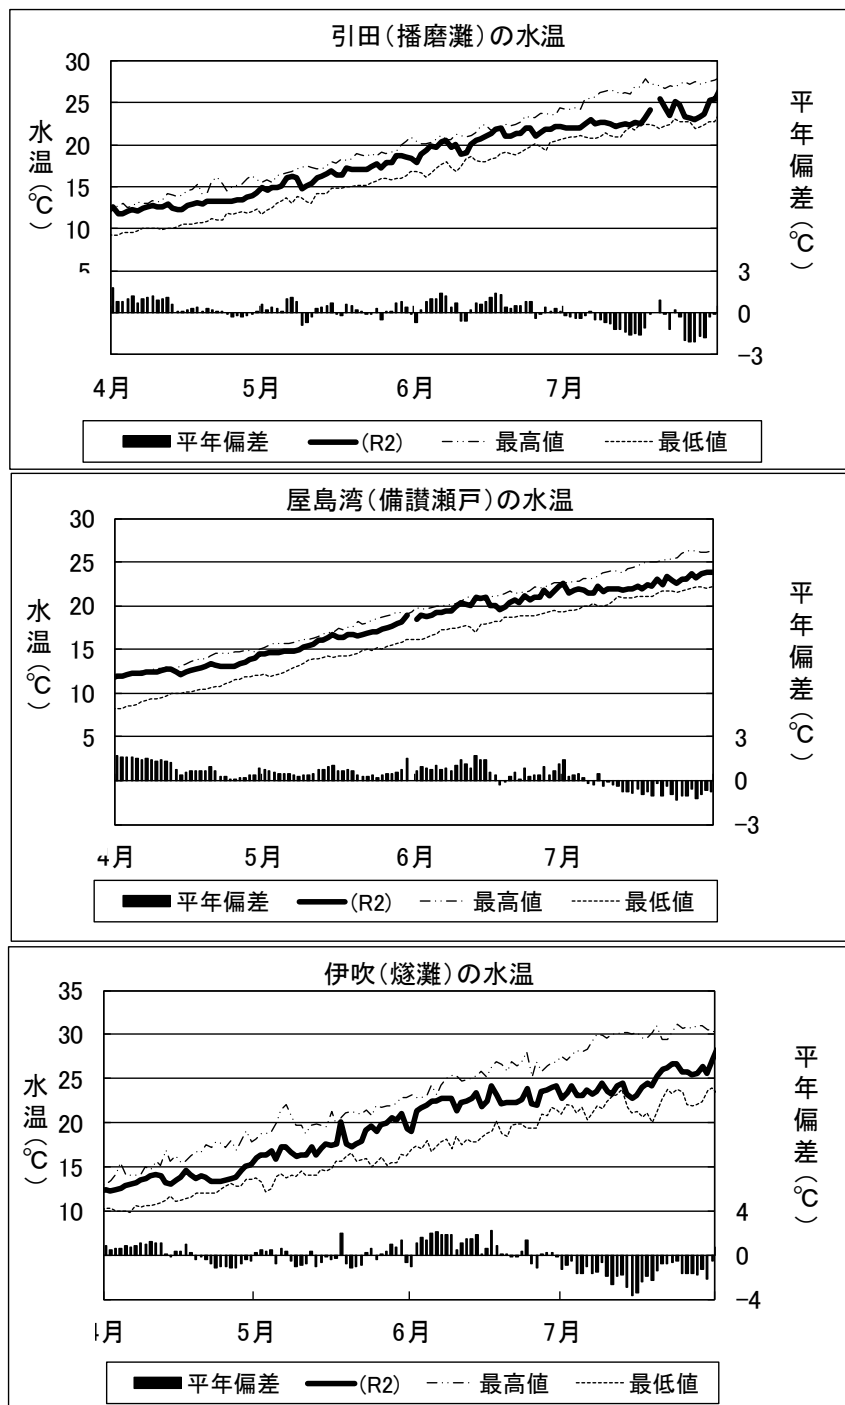 引田(播磨灘)の水温
30
25
20
15
10
5
水温(℃)
平年偏差(℃)
3
0
−3
4月 5月 6月 7月
平年偏差 (R2) 最高値 最低値
屋島湾(備讃瀬戸)の水温
30
25
20
15
10
5
水温(℃)
平年偏差(℃)
3
0
−3
4月 5月 6月 7月
平年偏差 (R2) 最高値 最低値
伊吹(燧灘)の水温
35
30
25
20
15
10
水温(℃)
平年偏差(℃)
4
0
−4
4月 5月 6月 7月
平年偏差 (R2) 最高値 最低値